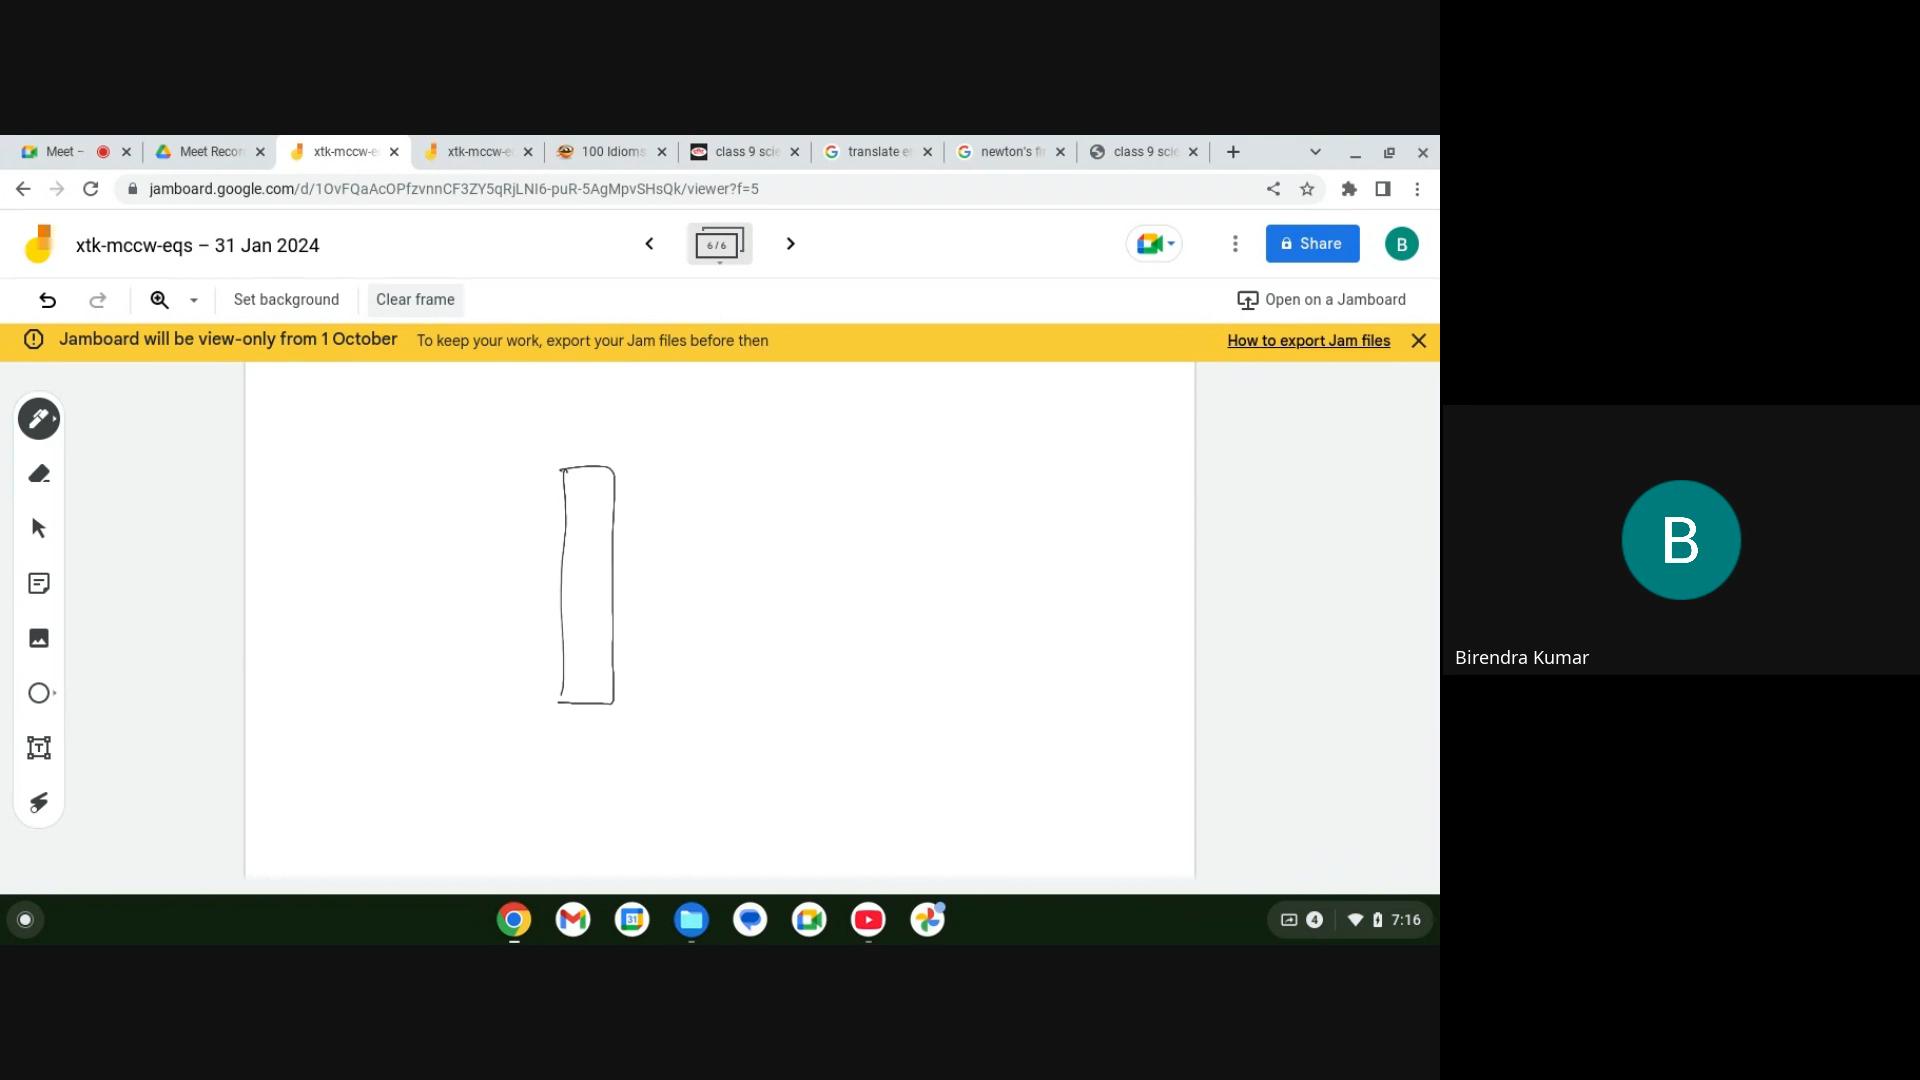 Meet –
Meet Recor
xtk-mccw-e
xtk-mccw-e
100 Idioms
class 9 scie
translate e
newton's fi
class 9 scie
jamboard.google.com/d/1OvFQaAcOPfzvnnCF3ZY5qRjLNI6-puR-5AgMpvSHsQk/viewer?f=5
xtk-mccw-eqs – 31 Jan 2024
6 / 6
Share
B
Set background
Clear frame
Open on a Jamboard
Jamboard will be view-only from 1 October
To keep your work, export your Jam files before then
How to export Jam files
B
Birendra Kumar
31
4
7:16